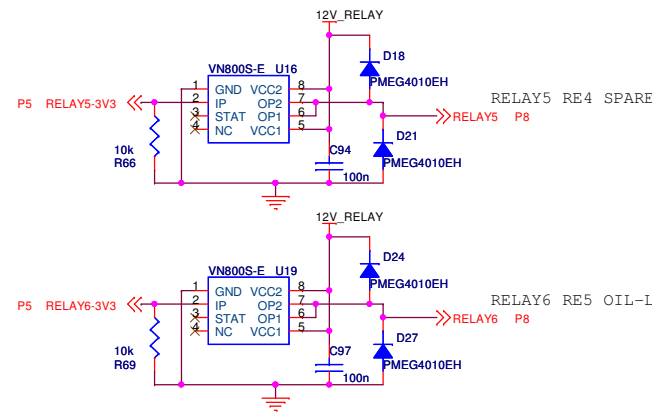 12V_RELAY
VN800S-E U16
D18
1 GND VCC2 8
PMEG4010EH
P5 RELAY5-3V3 2 IP OP2 7
RELAY5 RE4 SPARE
3 STAT OP1 6
RELAY5 P8
4 NC VCC1 5
D21
10k
R66
C94
PMEG4010EH
100n
12V_RELAY
VN800S-E U19
D24
1 GND VCC2 8
PMEG4010EH
P5 RELAY6-3V3 2 IP OP2 7
RELAY6 RE5 OIL-L
3 STAT OP1 6
RELAY6 P8
4 NC VCC1 5
D27
10k
R69
C97
PMEG4010EH
100n